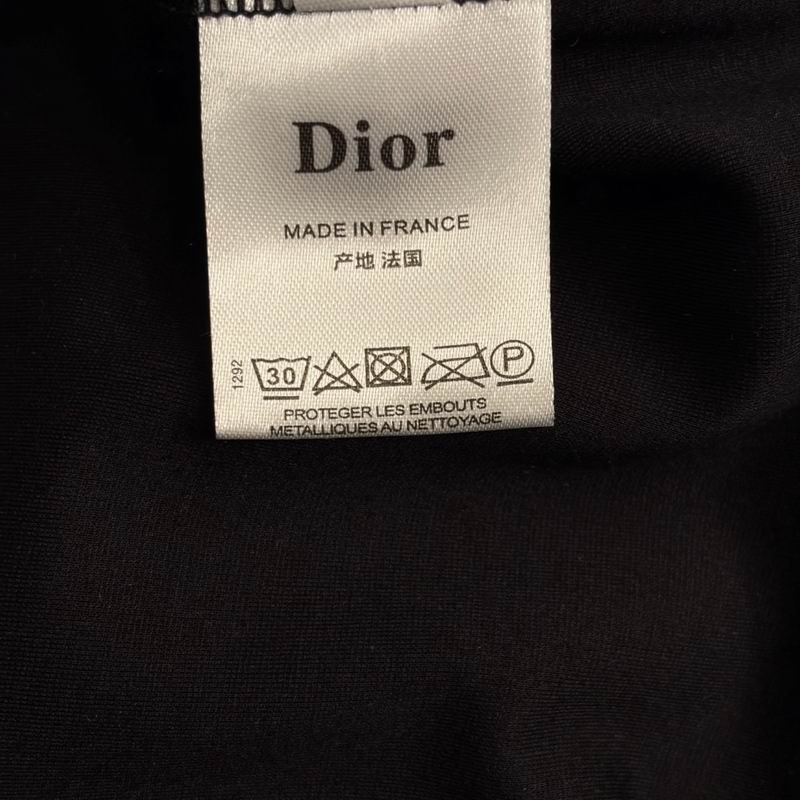 Dior
MADE IN FRANCE
产地 法国
1292
30 P
PROTEGER LES EMBOUTS
METALLIQUES AU NETTOYAGE